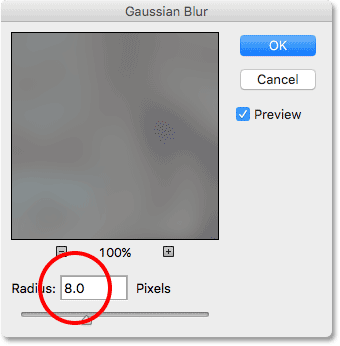 Gaussian Blur
OK
Cancel
Preview
100%
Radius: 8.0 Pixels